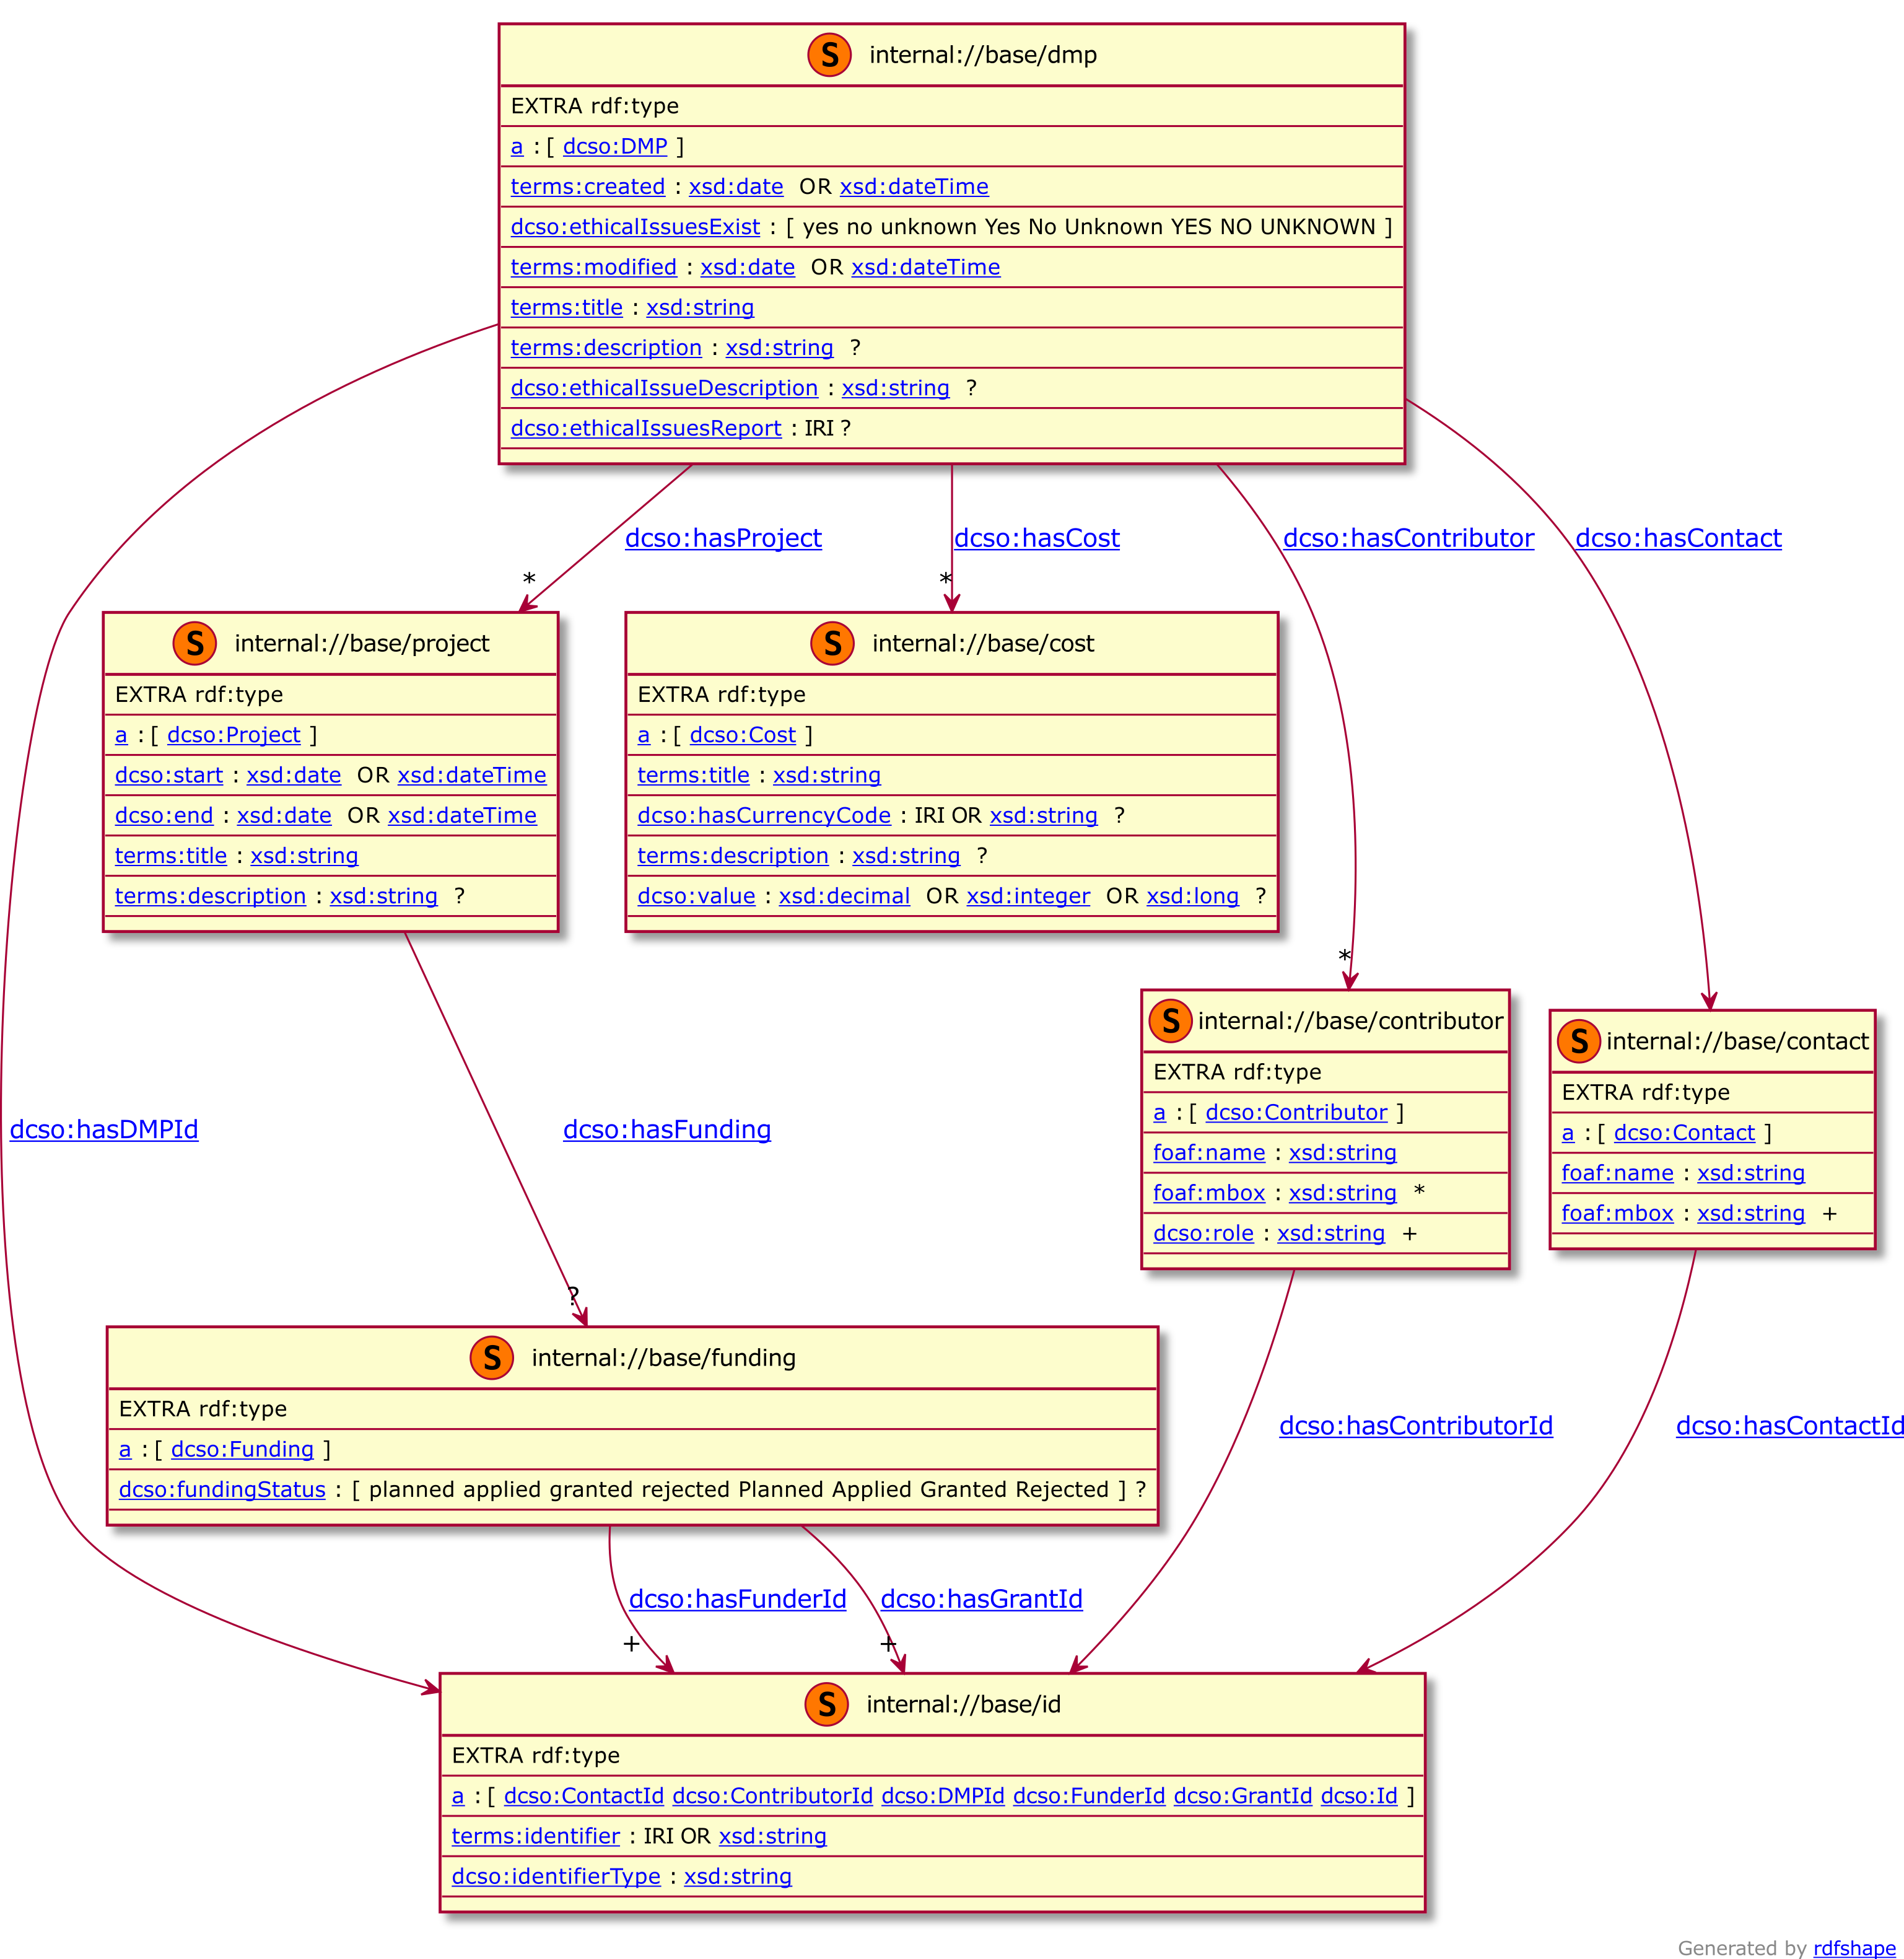 S internal://base/dmp
EXTRA rdf:type
a : [ dcso:DMP ]
terms:created : xsd:date OR xsd:dateTime
dcso:ethicalIssuesExist : [ yes no unknown Yes No Unknown YES NO UNKNOWN ]
terms:modified : xsd:date OR xsd:dateTime
terms:title : xsd:string
terms:description : xsd:string ?
dcso:ethicalIssueDescription : xsd:string ?
dcso:ethicalIssuesReport : IRI ?
dcso:hasProject
*
dcso:hasCost
*
dcso:hasContributor
*
dcso:hasContact
S internal://base/project
EXTRA rdf:type
a : [ dcso:Project ]
dcso:start : xsd:date OR xsd:dateTime
dcso:end : xsd:date OR xsd:dateTime
terms:title : xsd:string
terms:description : xsd:string ?
S internal://base/cost
EXTRA rdf:type
a : [ dcso:Cost ]
terms:title : xsd:string
dcso:hasCurrencyCode : IRI OR xsd:string ?
terms:description : xsd:string ?
dcso:value : xsd:decimal OR xsd:integer OR xsd:long ?
S internal://base/contributor
EXTRA rdf:type
a : [ dcso:Contributor ]
foaf:name : xsd:string
foaf:mbox : xsd:string *
dcso:role : xsd:string +
S internal://base/contact
EXTRA rdf:type
a : [ dcso:Contact ]
foaf:name : xsd:string
foaf:mbox : xsd:string +
dcso:hasDMPId
dcso:hasFunding
?
S internal://base/funding
EXTRA rdf:type
a : [ dcso:Funding ]
dcso:fundingStatus : [ planned applied granted rejected Planned Applied Granted Rejected ] ?
dcso:hasContributorId
dcso:hasContactId
dcso:hasFunderId
+
dcso:hasGrantId
+
S internal://base/id
EXTRA rdf:type
a : [ dcso:ContactId dcso:ContributorId dcso:DMPId dcso:FunderId dcso:GrantId dcso:Id ]
terms:identifier : IRI OR xsd:string
dcso:identifierType : xsd:string
Generated by rdfshape